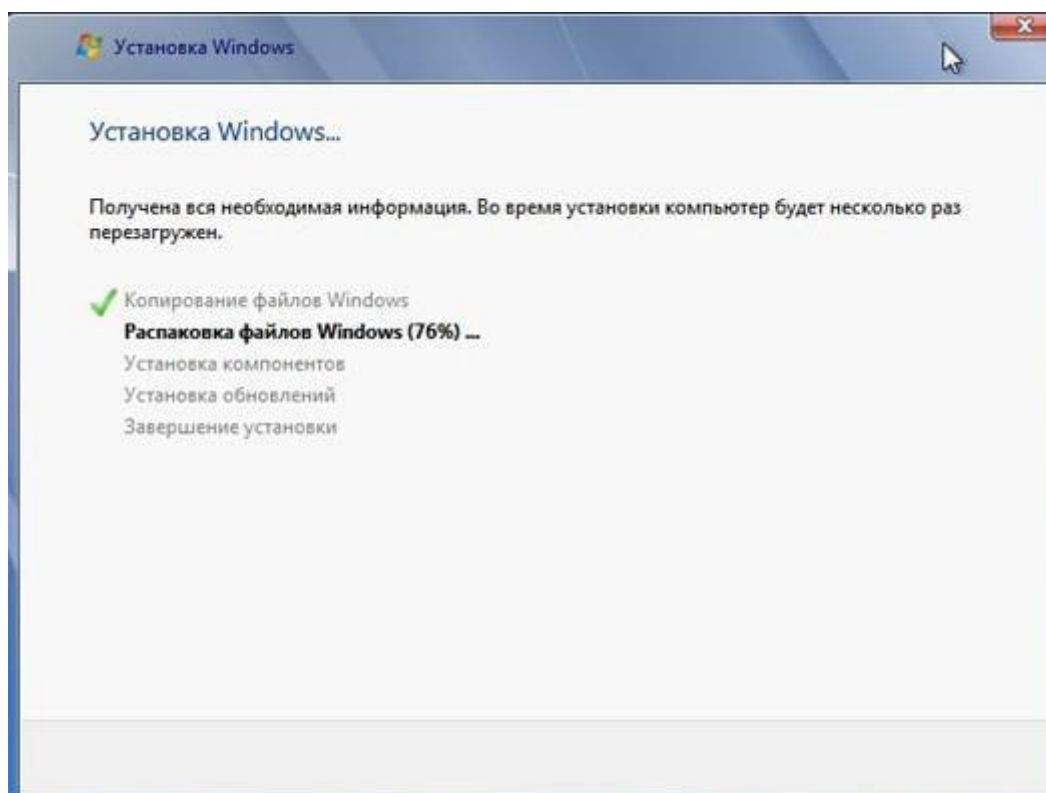 Установка Windows
Установка Windows...
Получена вся необходимая информация. Во время установки компьютер будет несколько раз
перезагружен.
Копирование файлов Windows
Распаковка файлов Windows (76%) ...
Установка компонентов
Установка обновлений
Завершение установки